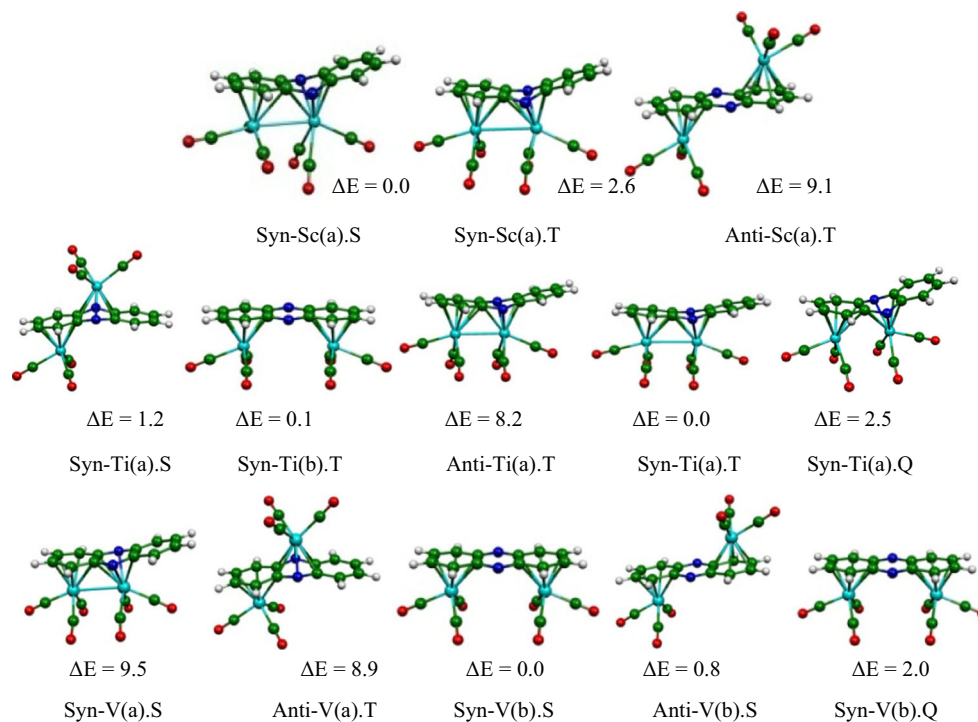 ΔE = 0.0 ΔE = 2.6 ΔE = 9.1
Syn-Sc(a).S Syn-Sc(a).T Anti-Sc(a).T
ΔE = 1.2 ΔE = 0.1 ΔE = 8.2 ΔE = 0.0 ΔE = 2.5
Syn-Ti(a).S Syn-Ti(b).T Anti-Ti(a).T Syn-Ti(a).T Syn-Ti(a).Q
ΔE = 9.5 ΔE = 8.9 ΔE = 0.0 ΔE = 0.8 ΔE = 2.0
Syn-V(a).S Anti-V(a).T Syn-V(b).S Anti-V(b).S Syn-V(b).Q